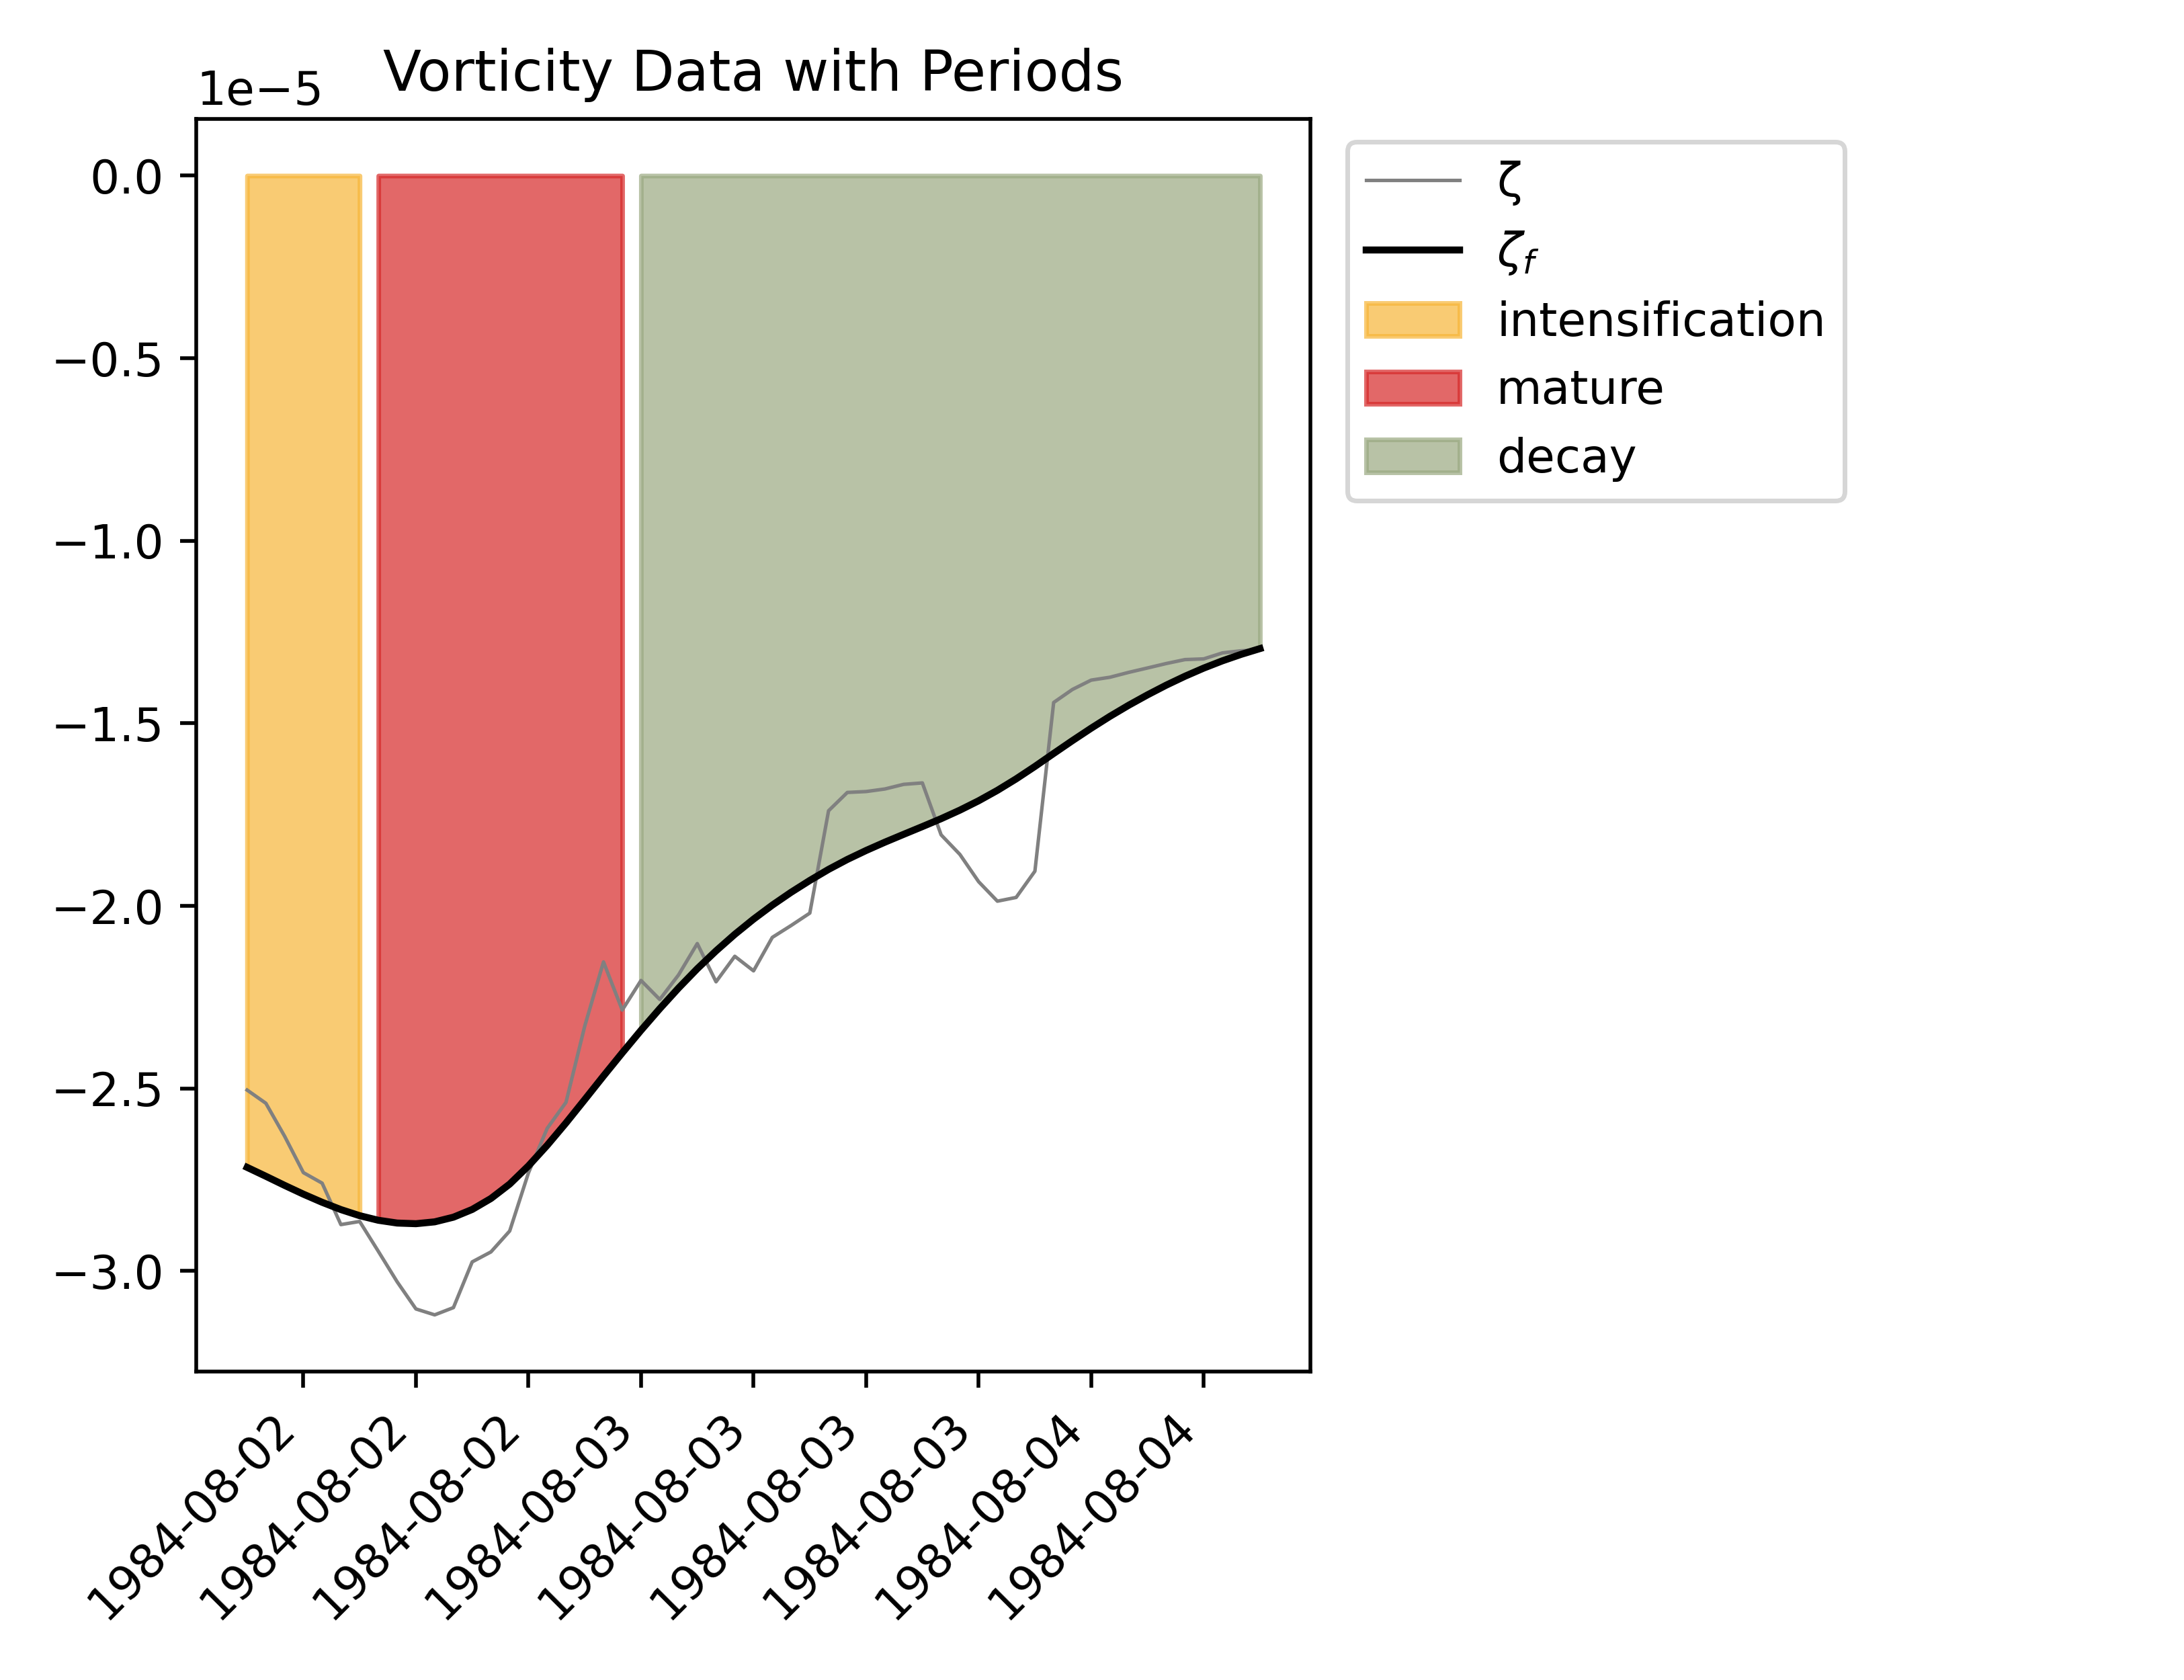 Vorticity Data with Periods
1e−5
0.0
−0.5
−1.0
−1.5
−2.0
−2.5
−3.0
1984-08-02
1984-08-02
1984-08-02
1984-08-03
1984-08-03
1984-08-03
1984-08-03
1984-08-04
1984-08-04
ζ
ζf
intensification
mature
decay